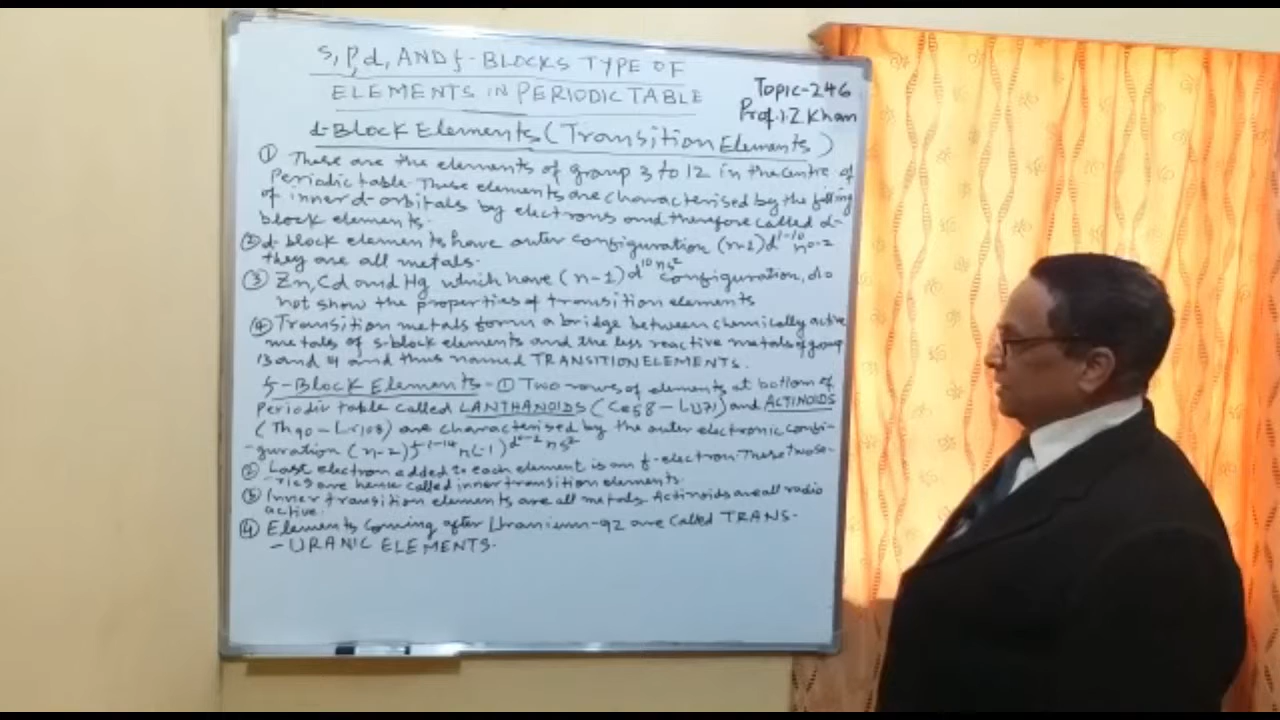 s, P, d, AND f-BLOCKS TYPE OF
ELEMENTS IN PERIODIC TABLE
Topic-246
Prof. I.Z Khan
d-Block Elements (Transition Elements)
① These are the elements of group 3 to 12 in the centre of
Periodic table. These elements are characterised by the filling
of inner d-orbitals by electrons and therefore called d-
block elements.
② d-block elements have outer configuration (n-1)d¹⁻¹⁰ n⁰⁻²
they are all metals.
③ Zn, Cd and Hg which have (n-1)d¹⁰ns² configuration, do
not show the properties of transition elements
④ Transition metals form a bridge between chemically active
metals of s-block elements and the less reactive metals of group
13 and 14 and thus named TRANSITION ELEMENTS.
f-Block Elements - ① Two rows of elements at bottom of
Periodic table called LANTHANOIDS (Ce58 - Lu71) and ACTINOIDS
(Th90 - Lr103) are characterised by the outer electronic confi-
-guration (n-2)f¹⁻¹⁴ n(-1)d⁰⁻² ns²
② Last electron added to each element is an f-electron. These two se-
ries are hence called inner transition elements.
③ Inner transition elements are all metals. Actinoids are all radio
active.
④ Elements coming after Uranium-92 are called TRANS-
-URANIC ELEMENTS.